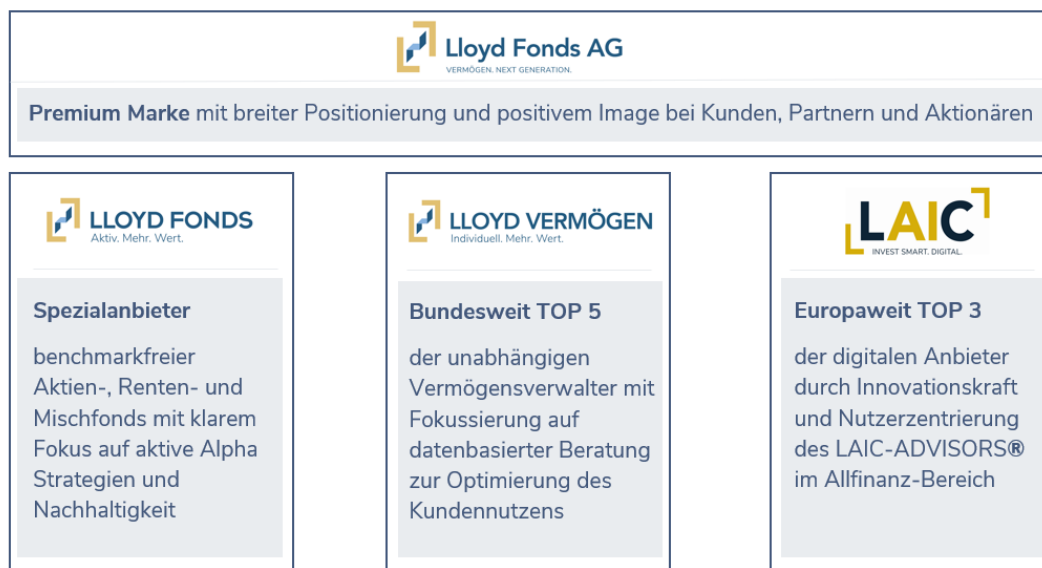 Lloyd Fonds AG
VERMÖGEN. NEXT GENERATION.
Premium Marke mit breiter Positionierung und positivem Image bei Kunden, Partnern und Aktionären
LLOYD FONDS
Aktiv. Mehr. Wert.
Spezialanbieter
benchmarkfreier
Aktien-, Renten- und
Mischfonds mit klarem
Fokus auf aktive Alpha
Strategien und
Nachhaltigkeit
LLOYD VERMÖGEN
Individuell. Mehr. Wert.
Bundesweit TOP 5
der unabhängigen
Vermögensverwalter mit
Fokussierung auf
datenbasierter Beratung
zur Optimierung des
Kundennutzens
LAIC
INVEST SMART. DIGITAL.
Europaweit TOP 3
der digitalen Anbieter
durch Innovationskraft
und Nutzerzentrierung
des LAIC-ADVISORS®
im Allfinanz-Bereich